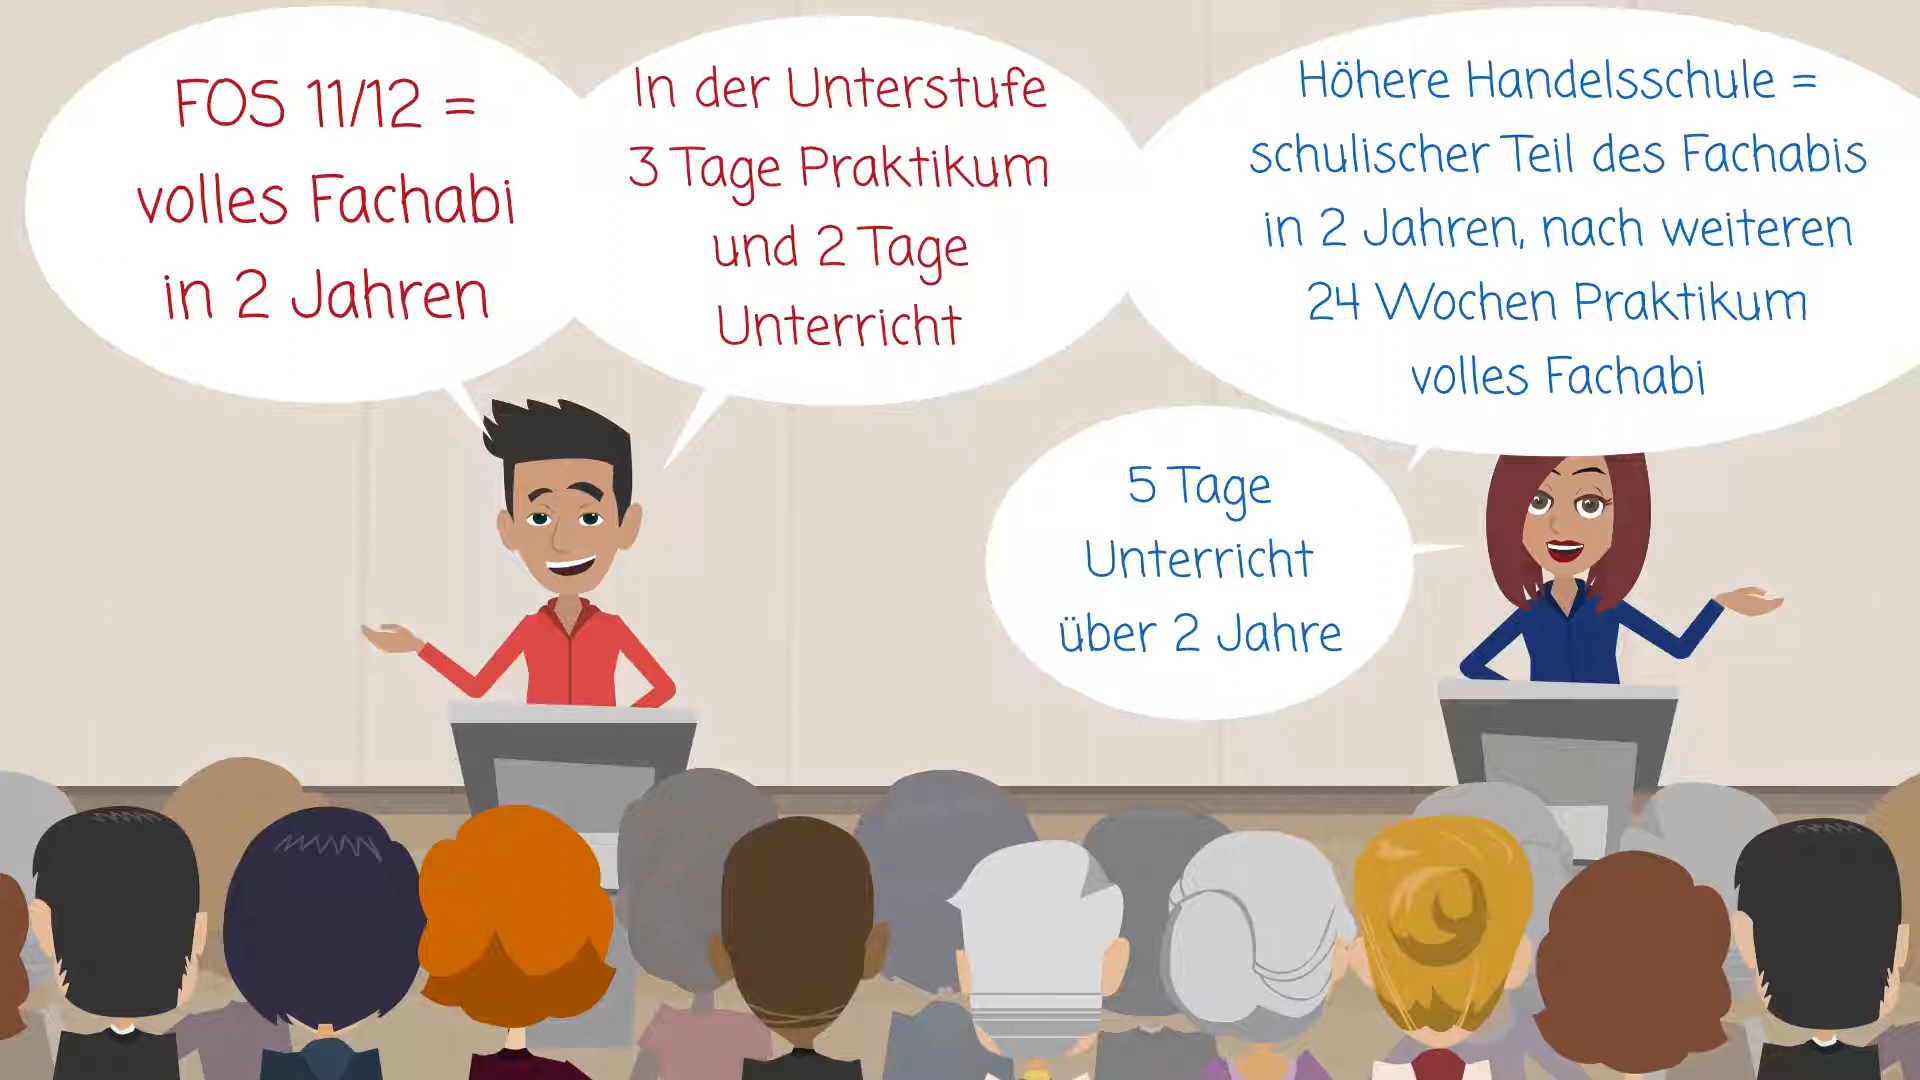 FOS 11/12 =
volles Fachabi
in 2 Jahren
In der Unterstufe
3 Tage Praktikum
und 2 Tage
Unterricht
Höhere Handelsschule =
schulischer Teil des Fachabis
in 2 Jahren, nach weiteren
24 Wochen Praktikum
volles Fachabi
5 Tage
Unterricht
über 2 Jahre